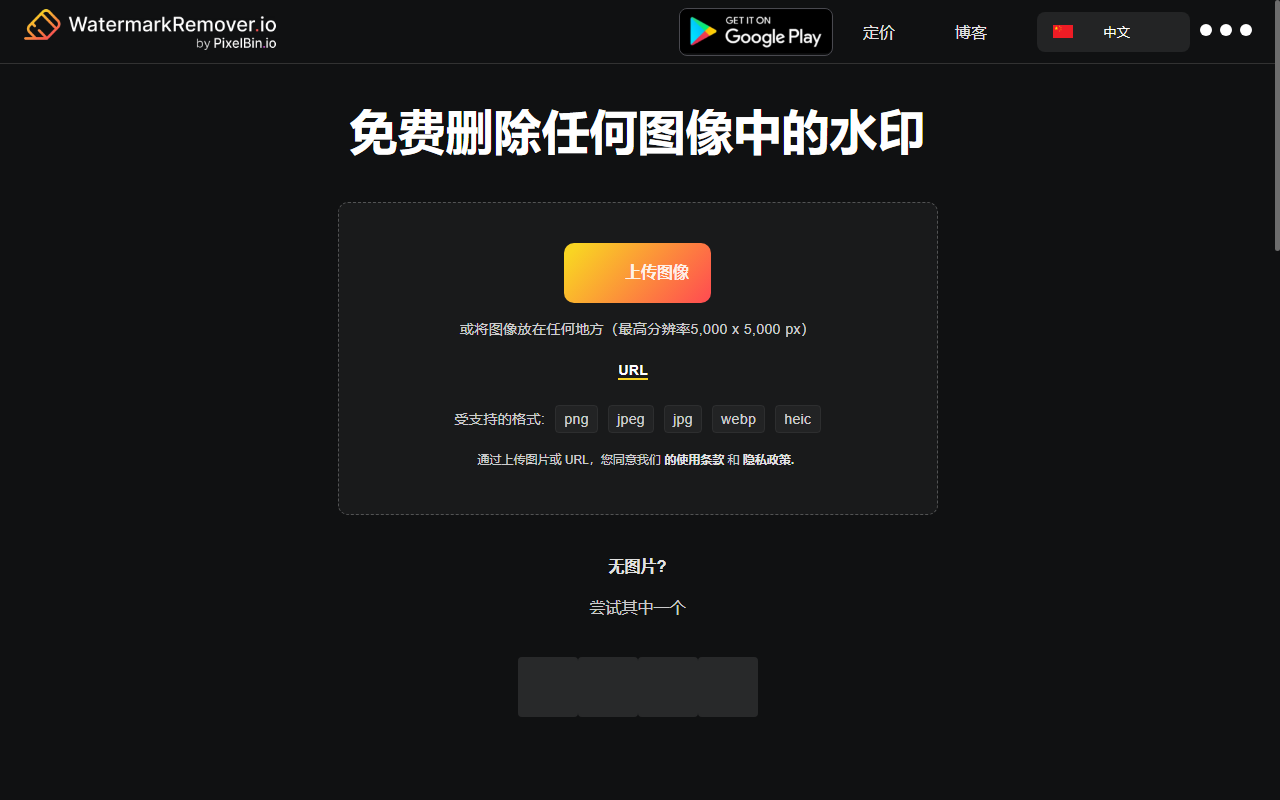 WatermarkRemover.io
by PixelBin.io
GET IT ON
Google Play
定价
博客
中文
免费删除任何图像中的水印
上传图像
或将图像放在任何地方（最高分辨率5,000 x 5,000 px）
URL
受支持的格式: png jpeg jpg webp heic
通过上传图片或 URL，您同意我们 的使用条款 和 隐私政策.
无图片?
尝试其中一个